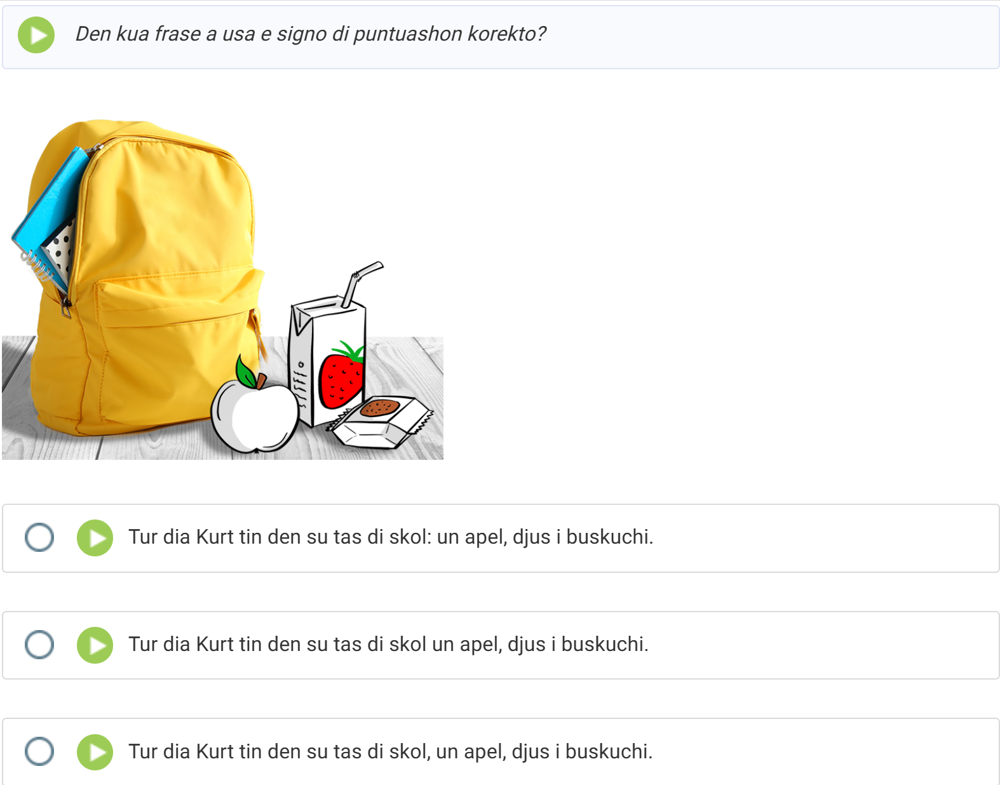 Den kua frase a usa e signo di puntuashon korekto?
Tur dia Kurt tin den su tas di skol: un apel, djus i buskuchi.
Tur dia Kurt tin den su tas di skol un apel, djus i buskuchi.
Tur dia Kurt tin den su tas di skol, un apel, djus i buskuchi.